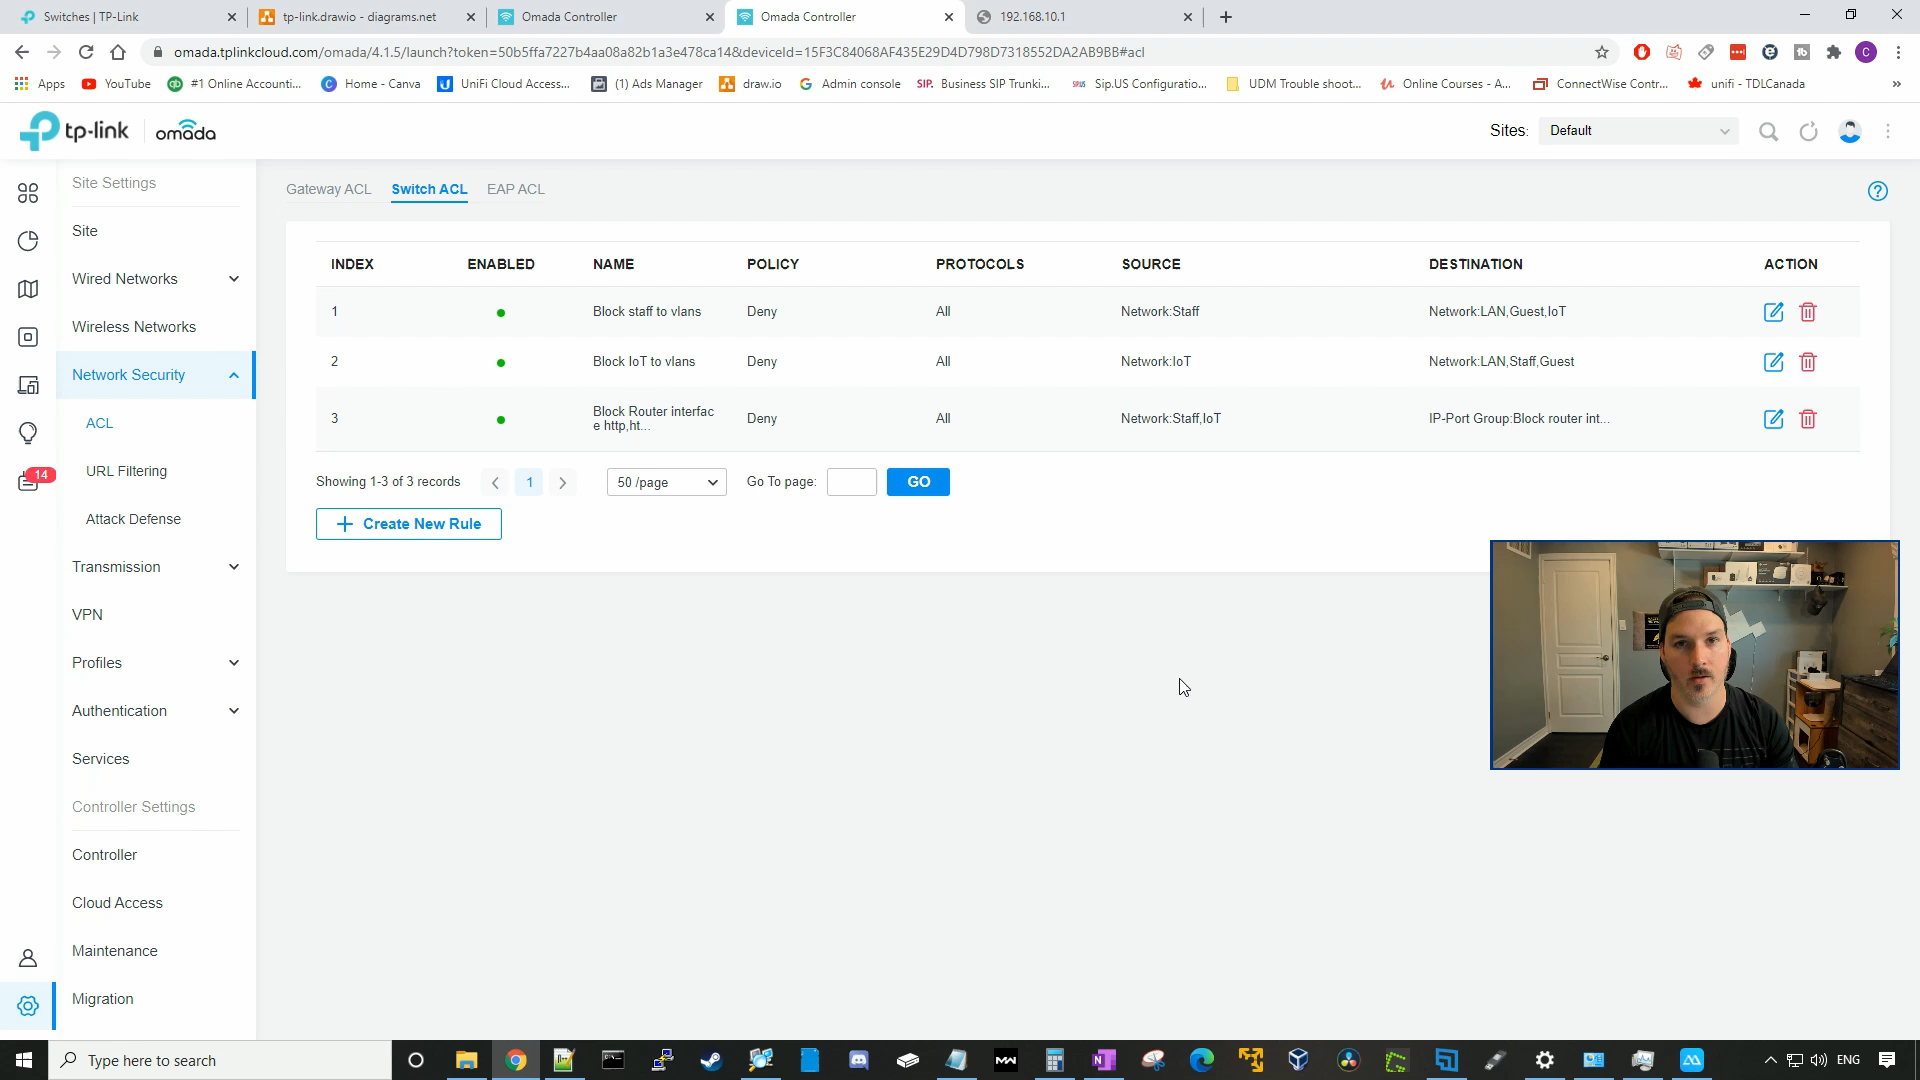 Switches | TP-Link
tp-link.drawio - diagrams.net
Omada Controller
Omada Controller
192.168.10.1
omada.tplinkcloud.com/omada/4.1.5/launch?token=50b5ffa7227b4aa08a82b1a3e478ca14&deviceId=15F3C84068AF435E29D4D798D7318552DA2AB9BB#acl
Apps
YouTube
#1 Online Accounti...
Home - Canva
UniFi Cloud Access...
(1) Ads Manager
draw.io
Admin console
SIP. Business SIP Trunki...
Sip.US Configuratio...
UDM Trouble shoot...
Online Courses - A...
ConnectWise Contr...
unifi - TDLCanada
tp-link
omada
Sites:
Default
Site Settings
Site
Wired Networks
Wireless Networks
Network Security
ACL
URL Filtering
Attack Defense
Transmission
VPN
Profiles
Authentication
Services
Controller Settings
Controller
Cloud Access
Maintenance
Migration
14
Gateway ACL
Switch ACL
EAP ACL
INDEX ENABLED NAME POLICY PROTOCOLS SOURCE DESTINATION ACTION
1 Block staff to vlans Deny All Network:Staff Network:LAN,Guest,IoT
2 Block IoT to vlans Deny All Network:IoT Network:LAN,Staff,Guest
3 Block Router interfac
e http,ht... Deny All Network:Staff,IoT IP-Port Group:Block router int...
Showing 1-3 of 3 records
1
50 /page
Go To page:
GO
+ Create New Rule
Type here to search
ENG